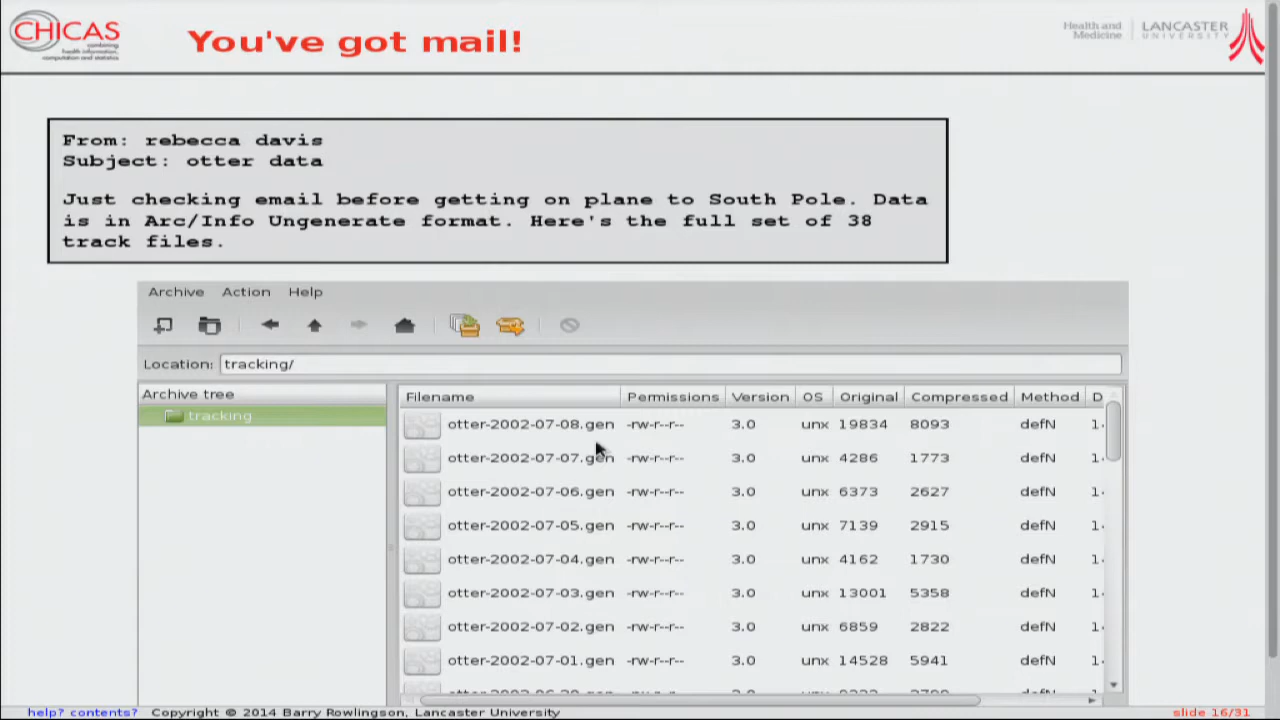 CHICAS
combining
health information,
computation and statistics
You've got mail!
Health and
Medicine
LANCASTER
UNIVERSITY
From: rebecca davis
Subject: otter data
Just checking email before getting on plane to South Pole. Data
is in Arc/Info Ungenerate format. Here's the full set of 38
track files.
Archive Action Help
Location: tracking/
Archive tree
tracking
Filename Permissions Version OS Original Compressed Method D
otter-2002-07-08.gen -rw-r--r-- 3.0 unx 19834 8093 defN 1-
otter-2002-07-07.gen -rw-r--r-- 3.0 unx 4286 1773 defN 1-
otter-2002-07-06.gen -rw-r--r-- 3.0 unx 6373 2627 defN 1-
otter-2002-07-05.gen -rw-r--r-- 3.0 unx 7139 2915 defN 1-
otter-2002-07-04.gen -rw-r--r-- 3.0 unx 4162 1730 defN 1-
otter-2002-07-03.gen -rw-r--r-- 3.0 unx 13001 5358 defN 1-
otter-2002-07-02.gen -rw-r--r-- 3.0 unx 6859 2822 defN 1-
otter-2002-07-01.gen -rw-r--r-- 3.0 unx 14528 5941 defN 1-
help? contents? Copyright © 2014 Barry Rowlingson, Lancaster University
slide 16/31